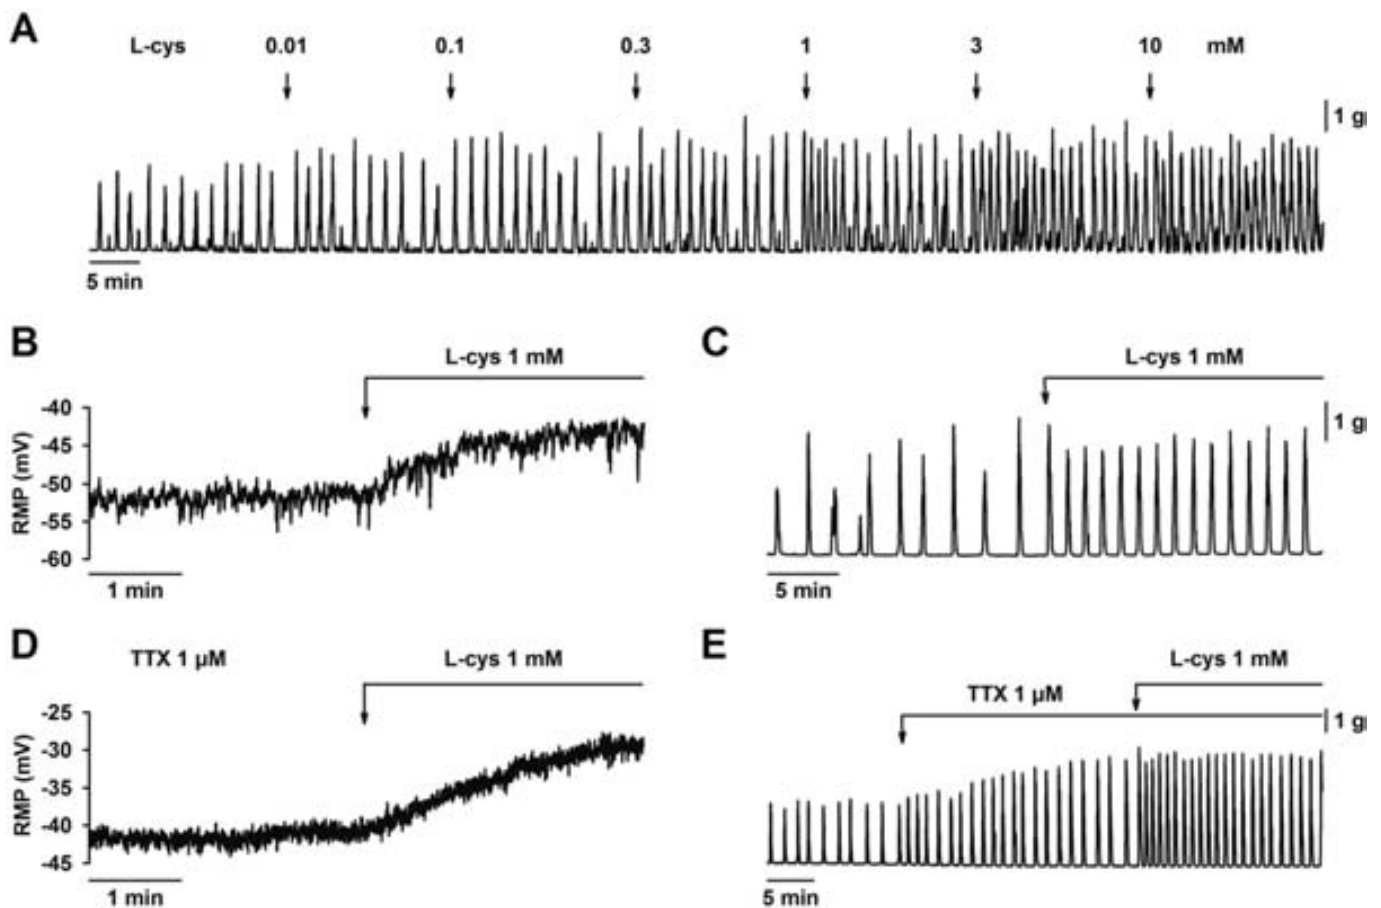 A
L-cys 0.01 0.1 0.3 1 3 10 mM
1 g
5 min
B
L-cys 1 mM
RMP (mV)
-40
-45
-50
-55
-60
1 min
C
L-cys 1 mM
1 g
5 min
D
TTX 1 µM
L-cys 1 mM
RMP (mV)
-25
-30
-35
-40
-45
1 min
E
L-cys 1 mM
TTX 1 µM
1 g
5 min